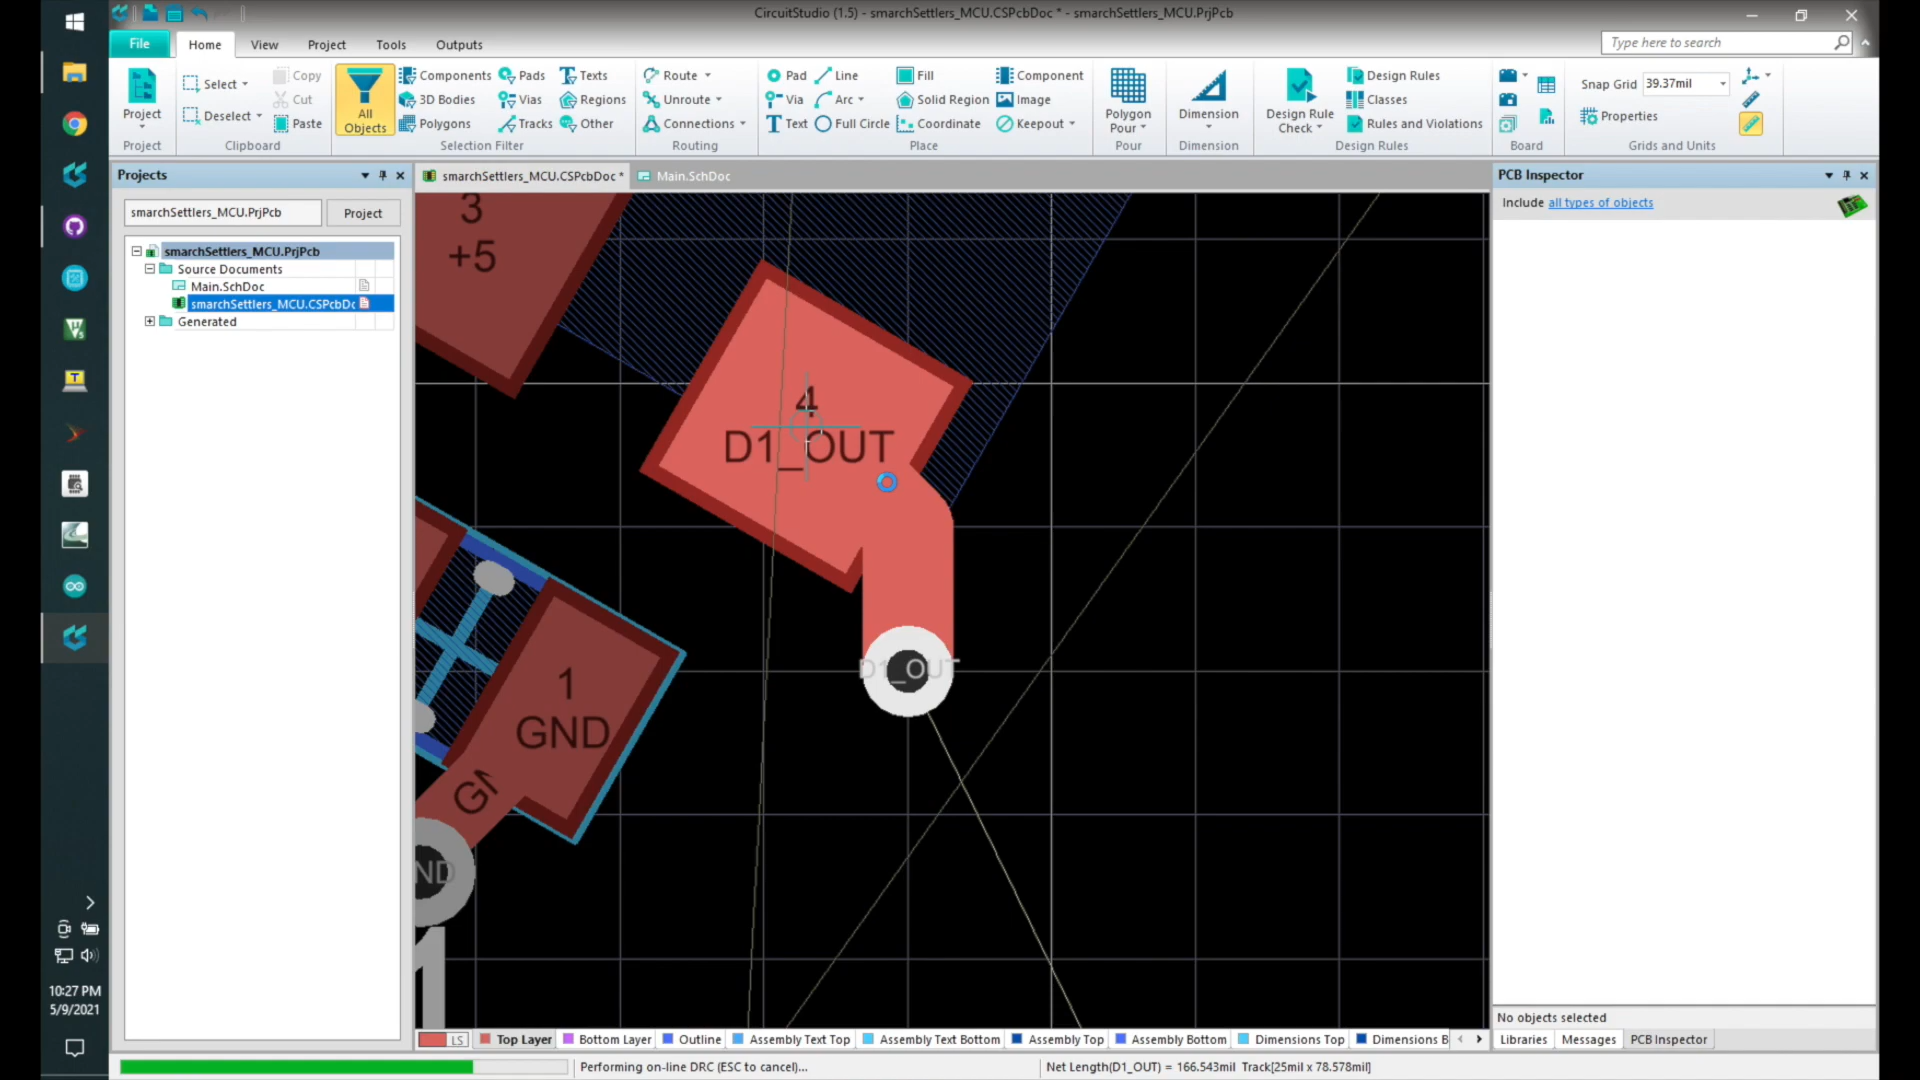 CircuitStudio (1.5) - smarchSettlers_MCU.CSPcbDoc * - smarchSettlers_MCU.PrjPcb
File Home View Project Tools Outputs
Type here to search
Project
Project
Select
Deselect
Copy
Cut
Paste
Clipboard
All Objects
Components Pads Texts
3D Bodies Vias Regions
Polygons Tracks Other
Selection Filter
Route
Unroute
Connections
Routing
Pad Line Fill Component
Via Arc Solid Region Image
Text Full Circle Coordinate Keepout
Place
Polygon Pour
Pour
Dimension
Dimension
Design Rule Check
Design Rules
Classes
Rules and Violations
Design Rules
Board
Snap Grid 39.37mil
Properties
Grids and Units
Projects
smarchSettlers_MCU.PrjPcb Project
smarchSettlers_MCU.PrjPcb
Source Documents
Main.SchDoc
smarchSettlers_MCU.CSPcbDc
Generated
smarchSettlers_MCU.CSPcbDoc * Main.SchDoc
3
+5
4
D1_OUT
D1_OUT
1
GND
GN
ND
1
PCB Inspector
Include all types of objects
No objects selected
Libraries Messages PCB Inspector
LS Top Layer Bottom Layer Outline Assembly Text Top Assembly Text Bottom Assembly Top Assembly Bottom Dimensions Top Dimensions B
Performing on-line DRC (ESC to cancel)... Net Length(D1_OUT) = 166.543mil Track[25mil x 78.578mil]
10:27 PM
5/9/2021